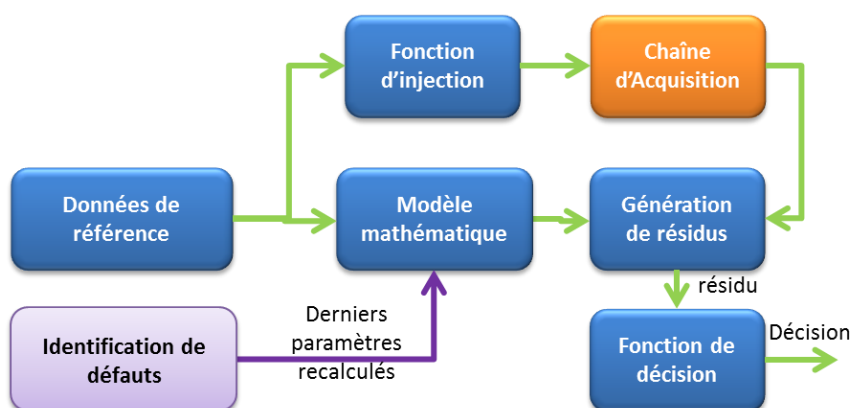 Fonction
d'injection
Chaîne
d'Acquisition
Données de
référence
Modèle
mathématique
Génération
de résidus
résidu
Identification de
défauts
Derniers
paramètres
recalculés
Fonction de
décision
Décision